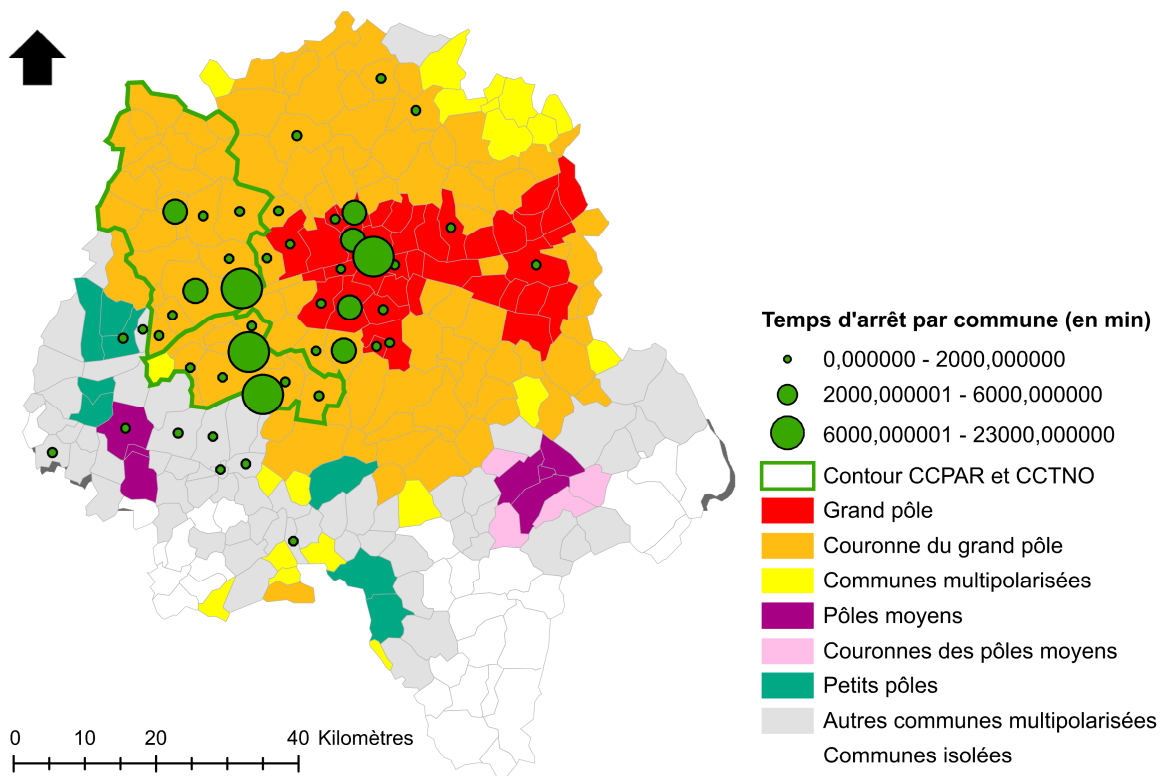 Temps d'arrêt par commune (en min)
0,000000 - 2000,000000
2000,000001 - 6000,000000
6000,000001 - 23000,000000
Contour CCPAR et CCTNO
Grand pôle
Couronne du grand pôle
Communes multipolarisées
Pôles moyens
Couronnes des pôles moyens
Petits pôles
Autres communes multipolarisées
Communes isolées
0 10 20 40 Kilomètres